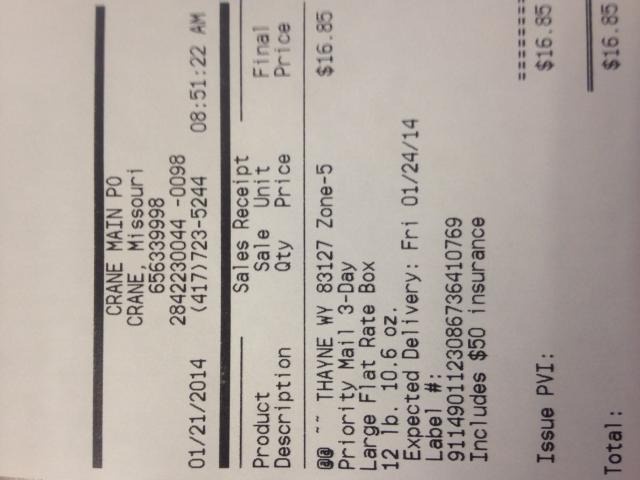 CRANE MAIN PO
CRANE, Missouri
656339998
2842230044 -0098
01/21/2014 (417)723-5244 08:51:22 AM
Sales Receipt
Product Sale Unit Final
Description Qty Price Price
@@ ~~ THAYNE WY 83127 Zone-5 $16.85
Priority Mail 3-Day
Large Flat Rate Box
12 lb. 10.6 oz.
Expected Delivery: Fri 01/24/14
Label #:
9114901123086736410769
Includes $50 insurance
========
Issue PVI: $16.85
Total: $16.85